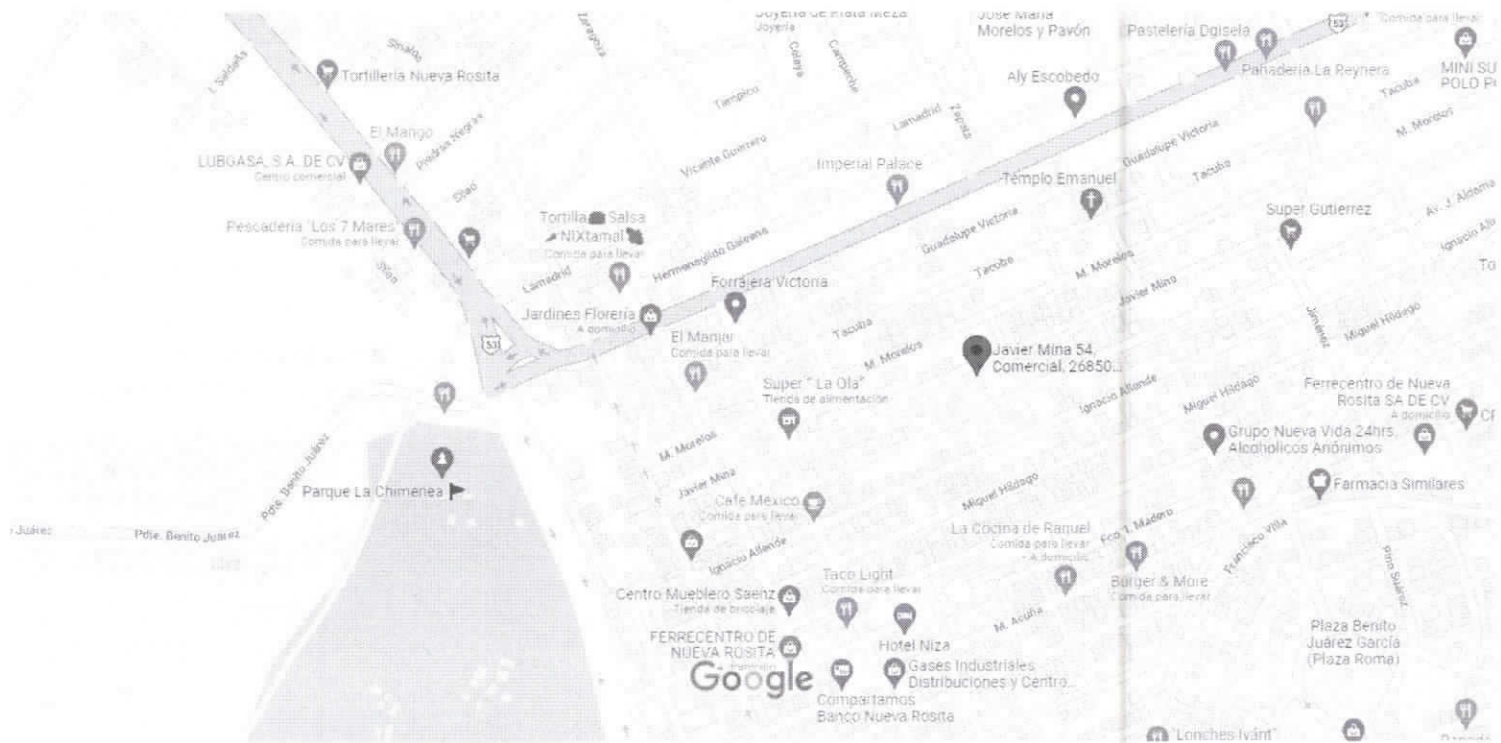 Joyería de Plata Meza
Joyería
José María
Morelos y Pavón
Pastelería Dgisela
53
Comida para llevar
Sinaloa
Zaragoza
Celaya
Campeche
I. Saldaña
Tortillería Nueva Rosita
Aly Escobedo
Panadería La Reynera
MINI SU
POLO P
Tacuba
Tampico
Lamadrid
Zapata
M. Morelos
El Mango
Piedras Negras
Guadalupe Victoria
LUBGASA, S.A. DE CV
Centro comercial
Vicente Guerrero
Imperial Palace
Templo Emanuel
Tacuba
Av. J. Aldama
Tortilla Salsa
NIXtamal
Comida para llevar
Super Gutierrez
Pescadería "Los 7 Mares"
Comida para llevar
Guadalupe Victoria
Ignacio Alle
Hermenegildo Galeana
Lamadrid
Tacuba
M. Morelos
To
Forrajera Victoria
Javier Mina
Jardines Florería
A domicilio
Jiménez
Miguel Hidalgo
53
El Manjar
Comida para llevar
Tacuba
M. Morelos
Javier Mina 54,
Comercial, 26850...
Super " La Ola"
Tienda de alimentación
Ignacio Allende
Miguel Hidalgo
Ferrecentro de Nueva
Rosita SA DE CV
A domicilio
Grupo Nueva Vida 24hrs,
Alcoholicos Anónimos
M. Morelos
Pdte. Benito Juárez
Javier Mina
Miguel Hidalgo
Parque La Chimenea
Café México
Comida para llevar
Farmacia Similares
o Juárez
Pdte. Benito Juárez
La Cocina de Raquel
Comida para llevar
- A domicilio
Fco. I. Madero
Francisco Villa
Ignacio Allende
Pino Suárez
Taco Light
Comida para llevar
Burger & More
Comida para llevar
Centro Mueblero Saenz
Tienda de bricolaje
M. Acuña
FERRECENTRO DE
NUEVA ROSITA
A domicilio
Hotel Niza
Plaza Benito
Juárez García
(Plaza Roma)
Google
Gases Industriales
Distribuciones y Centro...
Compartamos
Banco Nueva Rosita
"Lonches Iván"